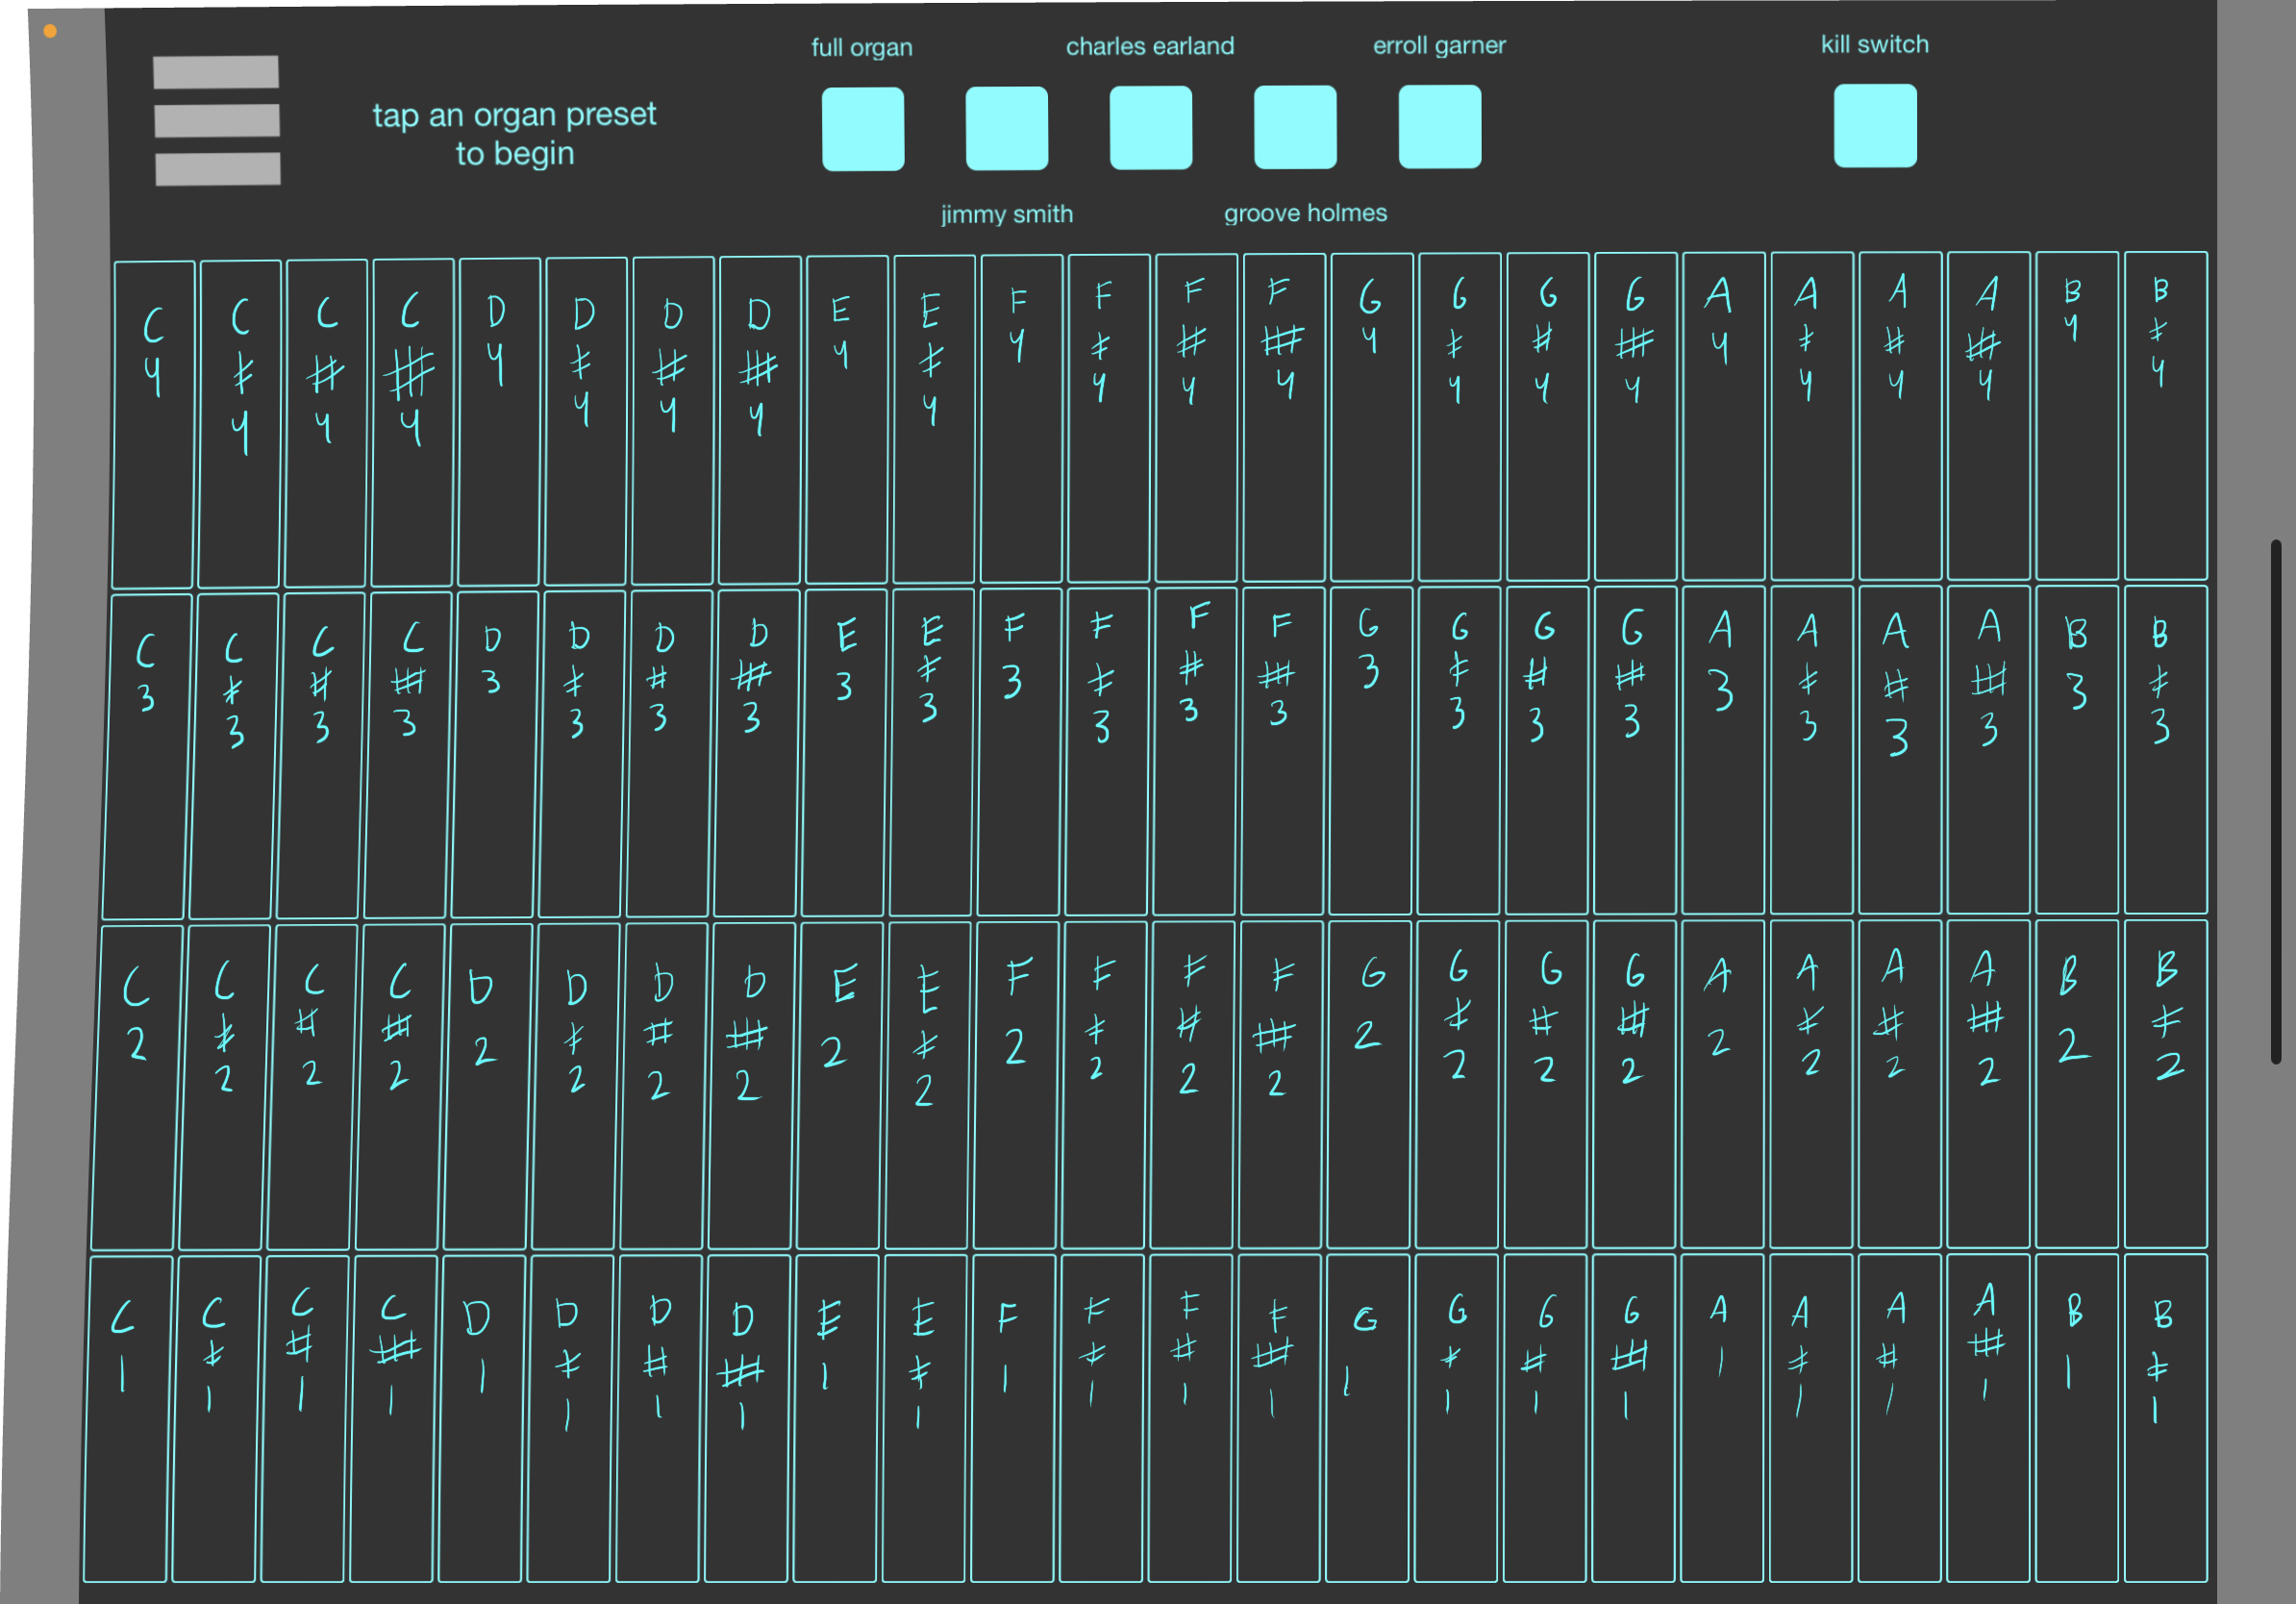 full organ
charles earland
erroll garner
kill switch
tap an organ preset
to begin
jimmy smith
groove holmes
C 4 C ‡ 4 C # 4 C ⩩ 4 D 4 D ‡ 4 D # 4 D ⩩ 4 E 4 E ‡ 4 F 4 F ‡ 4 F # 4 F ⩩ 4 G 4 G ‡ 4 G # 4 G ⩩ 4 A 4 A ‡ 4 A # 4 A ⩩ 4 B 4 B ‡ 4
C 3 C ‡ 3 C # 3 C ⩩ 3 D 3 D ‡ 3 D # 3 D ⩩ 3 E 3 E ‡ 3 F 3 F ‡ 3 F # 3 F ⩩ 3 G 3 G ‡ 3 G # 3 G ⩩ 3 A 3 A ‡ 3 A # 3 A ⩩ 3 B 3 B ‡ 3
C 2 C ‡ 2 C # 2 C ⩩ 2 D 2 D ‡ 2 D # 2 D ⩩ 2 E 2 E ‡ 2 F 2 F ‡ 2 F # 2 F ⩩ 2 G 2 G ‡ 2 G # 2 G ⩩ 2 A 2 A ‡ 2 A # 2 A ⩩ 2 B 2 B ‡ 2
C 1 C ‡ 1 C # 1 C ⩩ 1 D 1 D ‡ 1 D # 1 D ⩩ 1 E 1 E ‡ 1 F 1 F ‡ 1 F # 1 F ⩩ 1 G 1 G ‡ 1 G # 1 G ⩩ 1 A 1 A ‡ 1 A # 1 A ⩩ 1 B 1 B ‡ 1